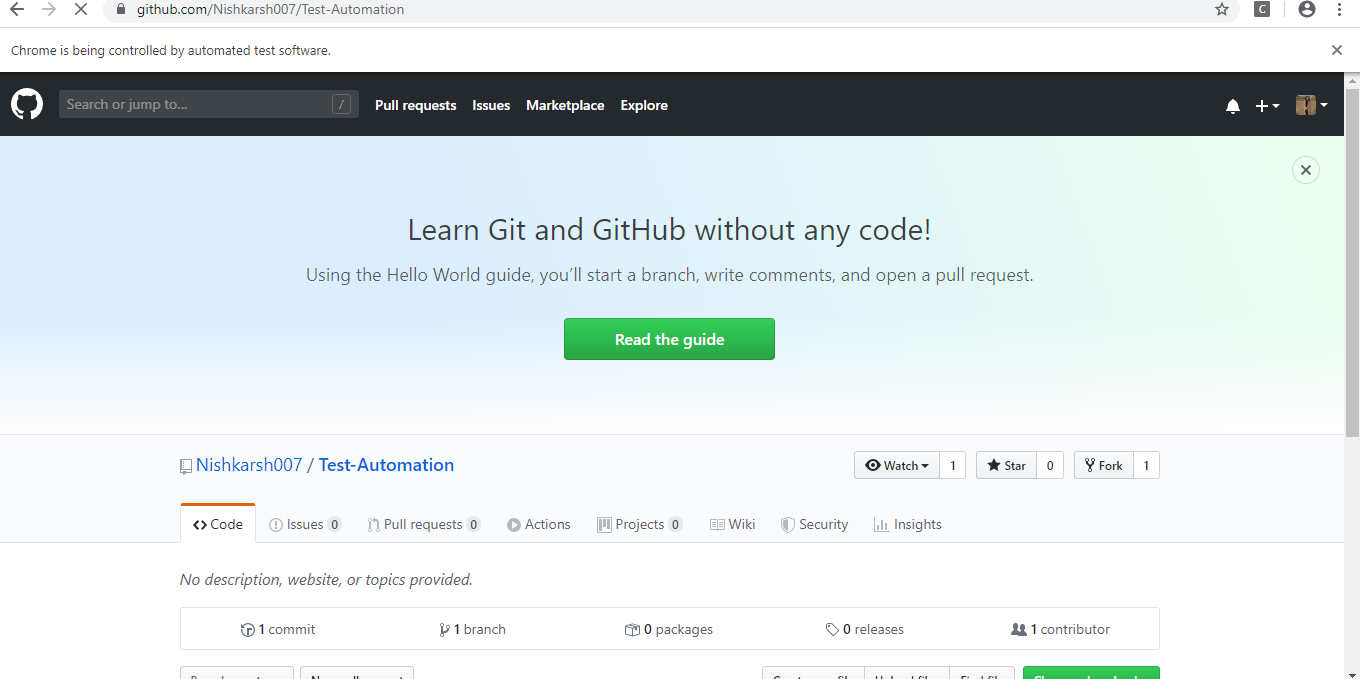 github.com/Nishkarsh007/Test-Automation
C
Chrome is being controlled by automated test software.
Search or jump to... / Pull requests Issues Marketplace Explore
Learn Git and GitHub without any code!
Using the Hello World guide, you’ll start a branch, write comments, and open a pull request.
Read the guide
Nishkarsh007 / Test-Automation Watch 1 Star 0 Fork 1
Code Issues 0 Pull requests 0 Actions Projects 0 Wiki Security Insights
No description, website, or topics provided.
1 commit 1 branch 0 packages 0 releases 1 contributor